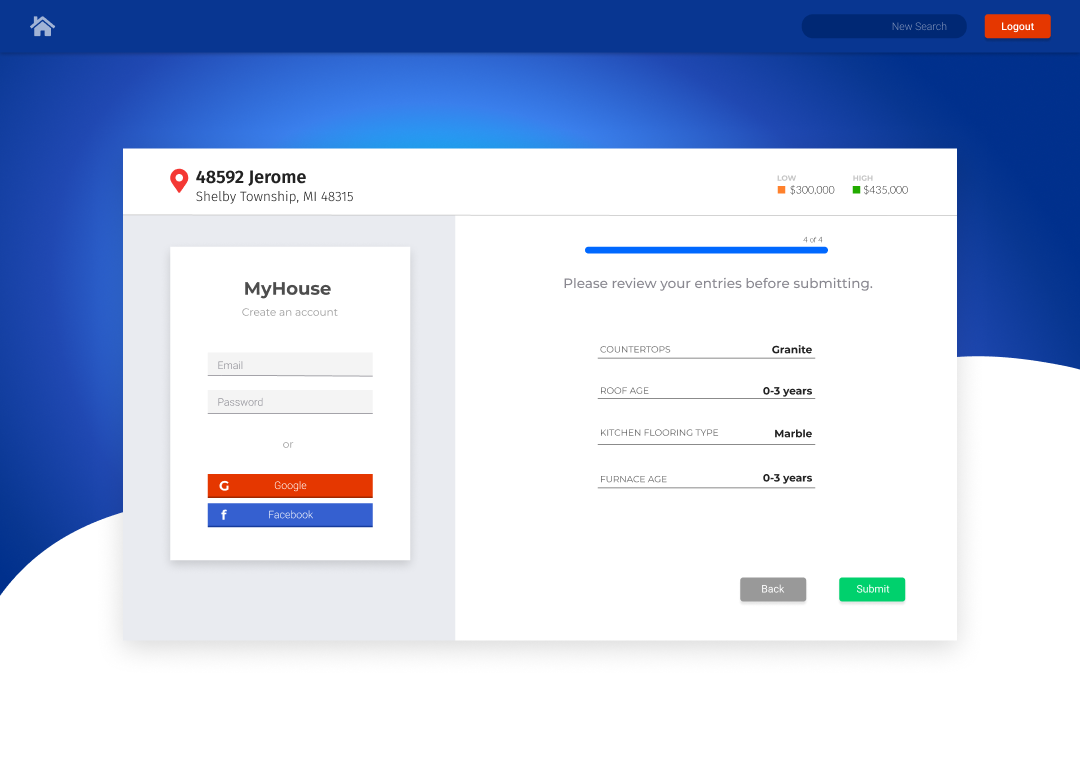 New Search
Logout
48592 Jerome
Shelby Township, MI 48315
LOW
$300,000
HIGH
$435,000
MyHouse
Create an account
Email
Password
or
G Google
f Facebook
4 of 4
Please review your entries before submitting.
COUNTERTOPS Granite
ROOF AGE 0-3 years
KITCHEN FLOORING TYPE Marble
FURNACE AGE 0-3 years
Back
Submit